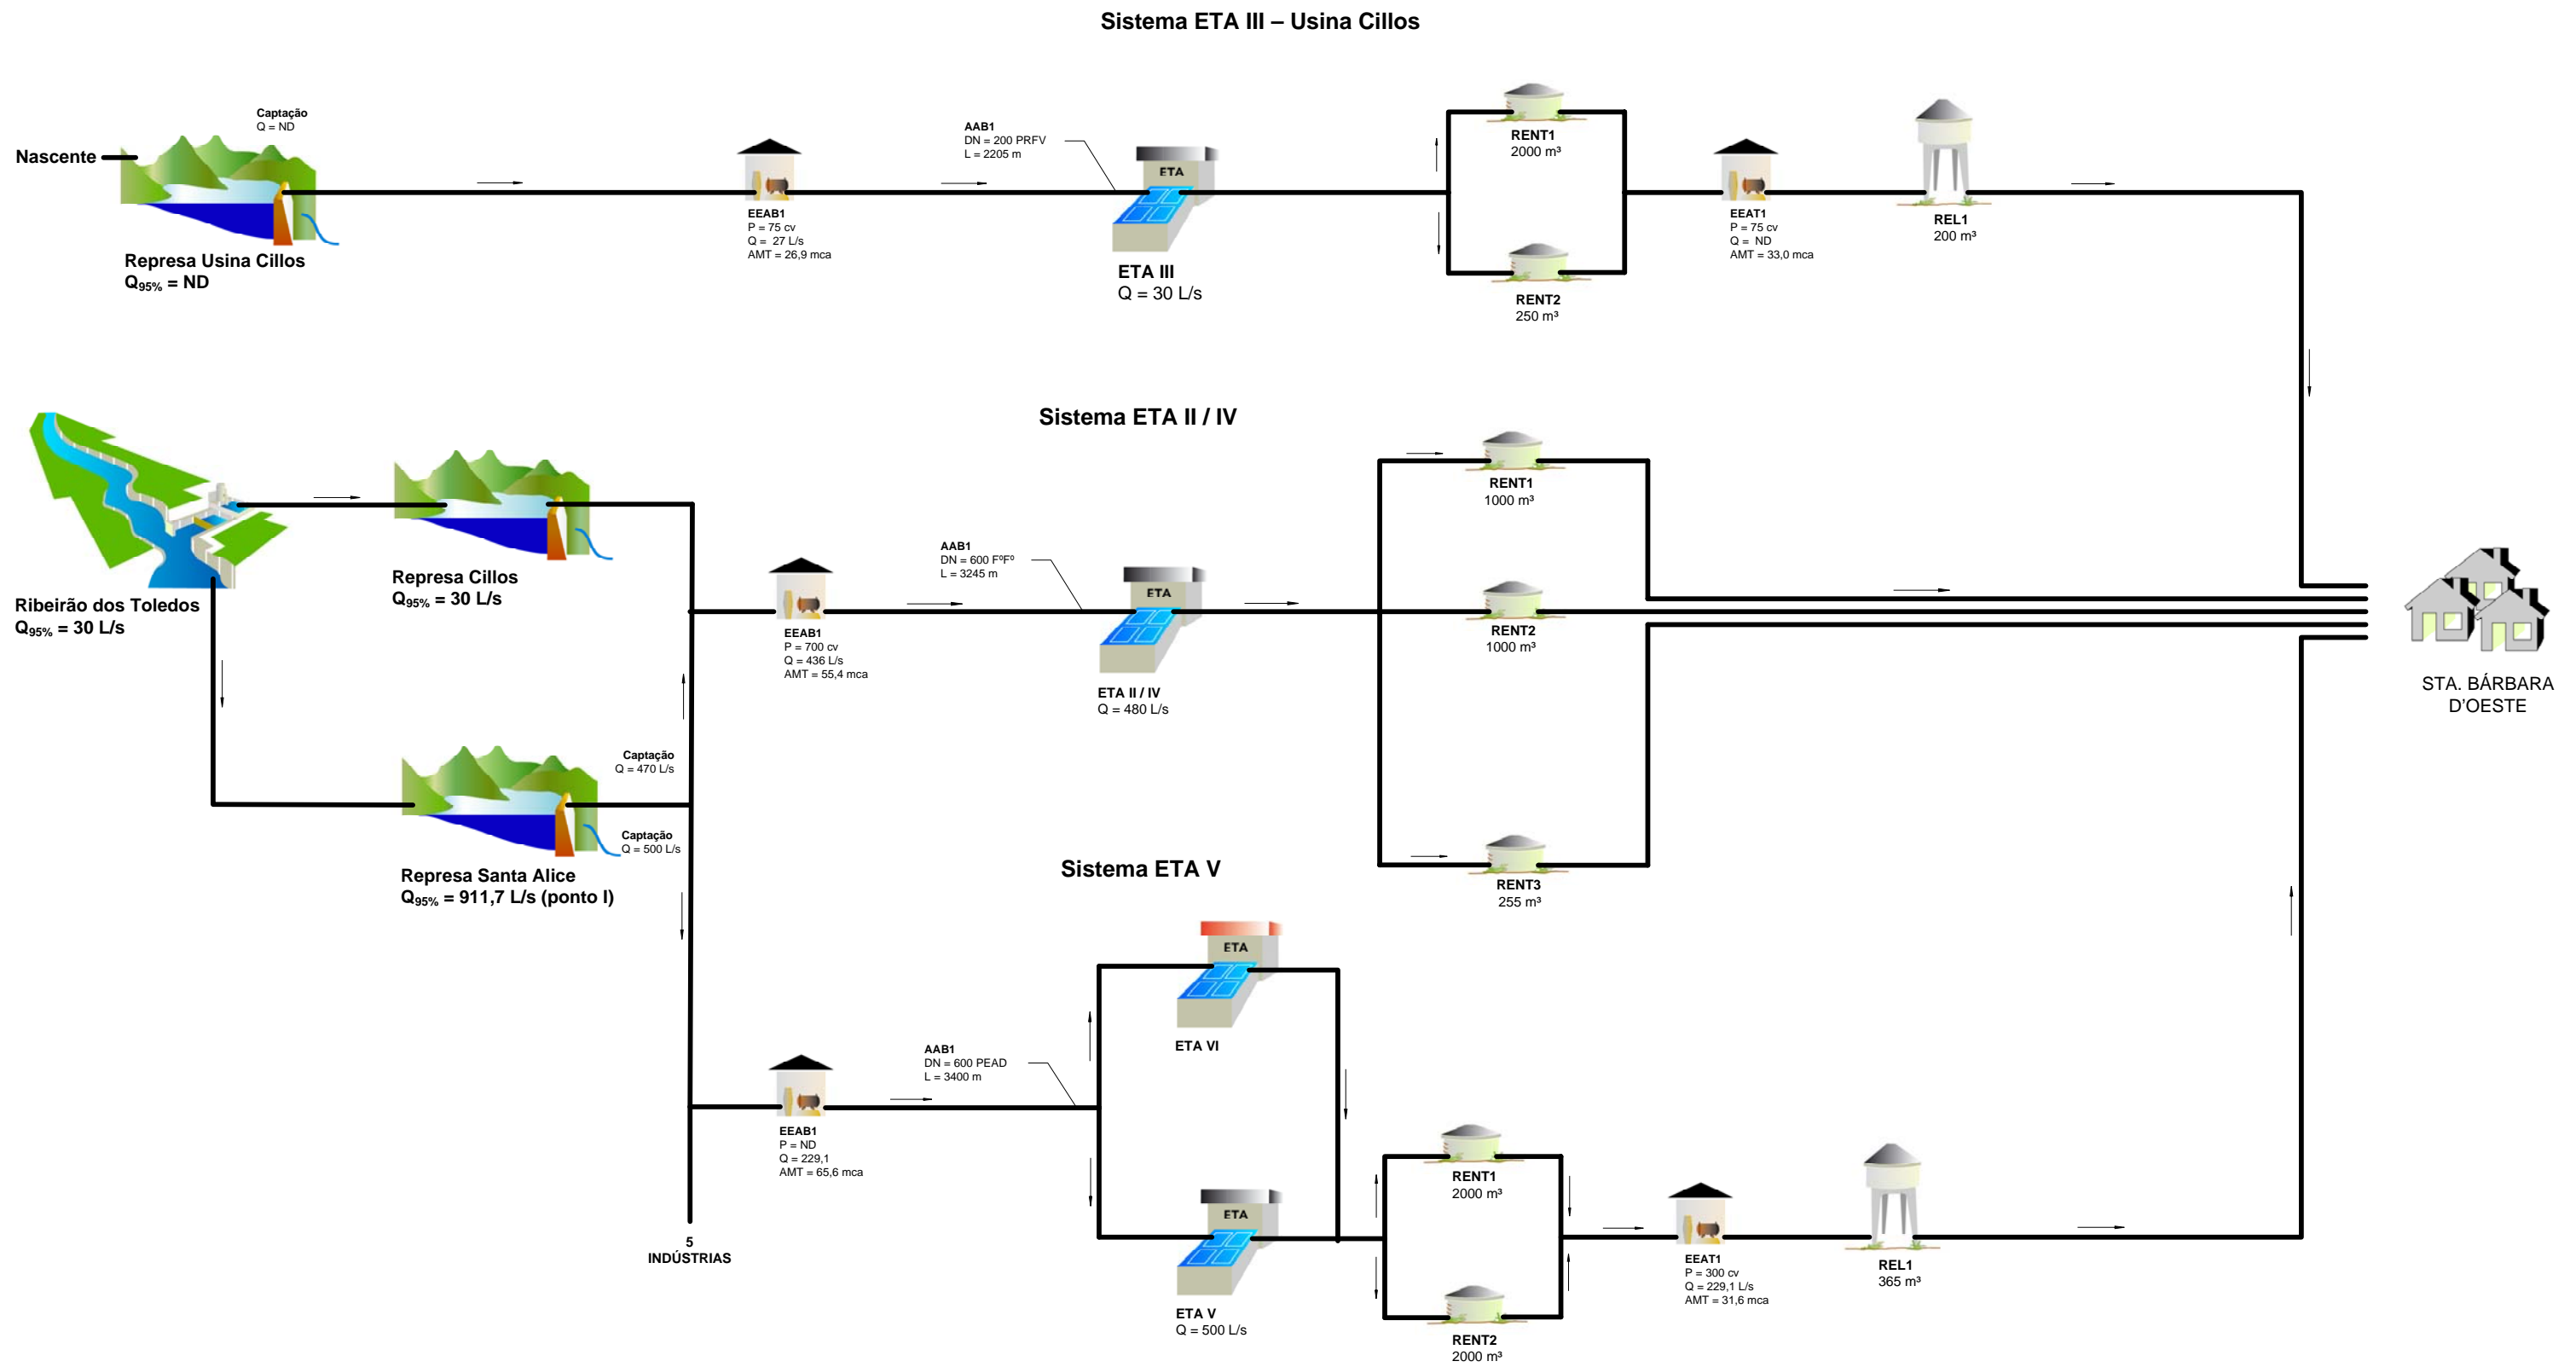 Sistema ETA III – Usina Cillos
Captação
Q = ND
Nascente
Represa Usina Cillos
Q95% = ND
EEAB1
P = 75 cv
Q = 27 L/s
AMT = 26,9 mca
AAB1
DN = 200 PRFV
L = 2205 m
ETA
ETA III
Q = 30 L/s
RENT1
2000 m³
RENT2
250 m³
EEAT1
P = 75 cv
Q = ND
AMT = 33,0 mca
REL1
200 m³
Sistema ETA II / IV
Ribeirão dos Toledos
Q95% = 30 L/s
Represa Cillos
Q95% = 30 L/s
Captação
Q = 470 L/s
Captação
Q = 500 L/s
Represa Santa Alice
Q95% = 911,7 L/s (ponto I)
EEAB1
P = 700 cv
Q = 436 L/s
AMT = 55,4 mca
AAB1
DN = 600 FºFº
L = 3245 m
ETA
ETA II / IV
Q = 480 L/s
RENT1
1000 m³
RENT2
1000 m³
RENT3
255 m³
STA. BÁRBARA
D'OESTE
Sistema ETA V
5
INDÚSTRIAS
EEAB1
P = ND
Q = 229,1
AMT = 65,6 mca
AAB1
DN = 600 PEAD
L = 3400 m
ETA
ETA VI
ETA
ETA V
Q = 500 L/s
RENT1
2000 m³
RENT2
2000 m³
EEAT1
P = 300 cv
Q = 229,1 L/s
AMT = 31,6 mca
REL1
365 m³